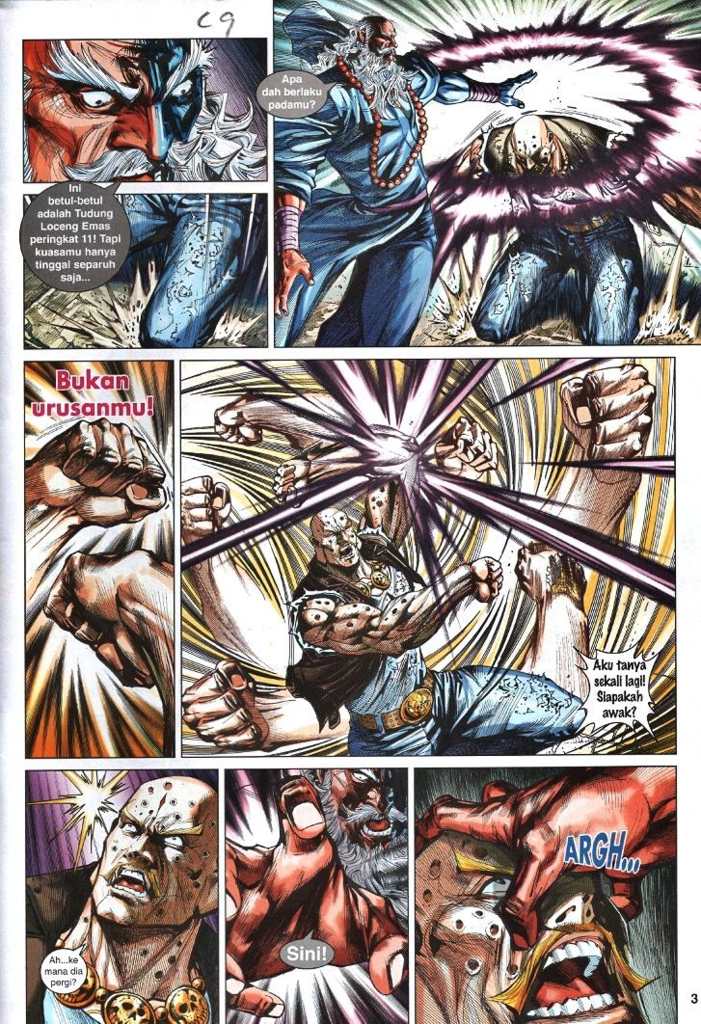 C9
Apa
dah berlaku
padamu?
Ini
betul-betul
adalah Tudung
Loceng Emas
peringkat 11! Tapi
kuasamu hanya
tinggal separuh
saja...
Bukan
urusanmu!
Aku tanya
sekali lagi!
Siapakah
awak?
Ah...ke
mana dia
pergi?
Sini!
ARGH...
3